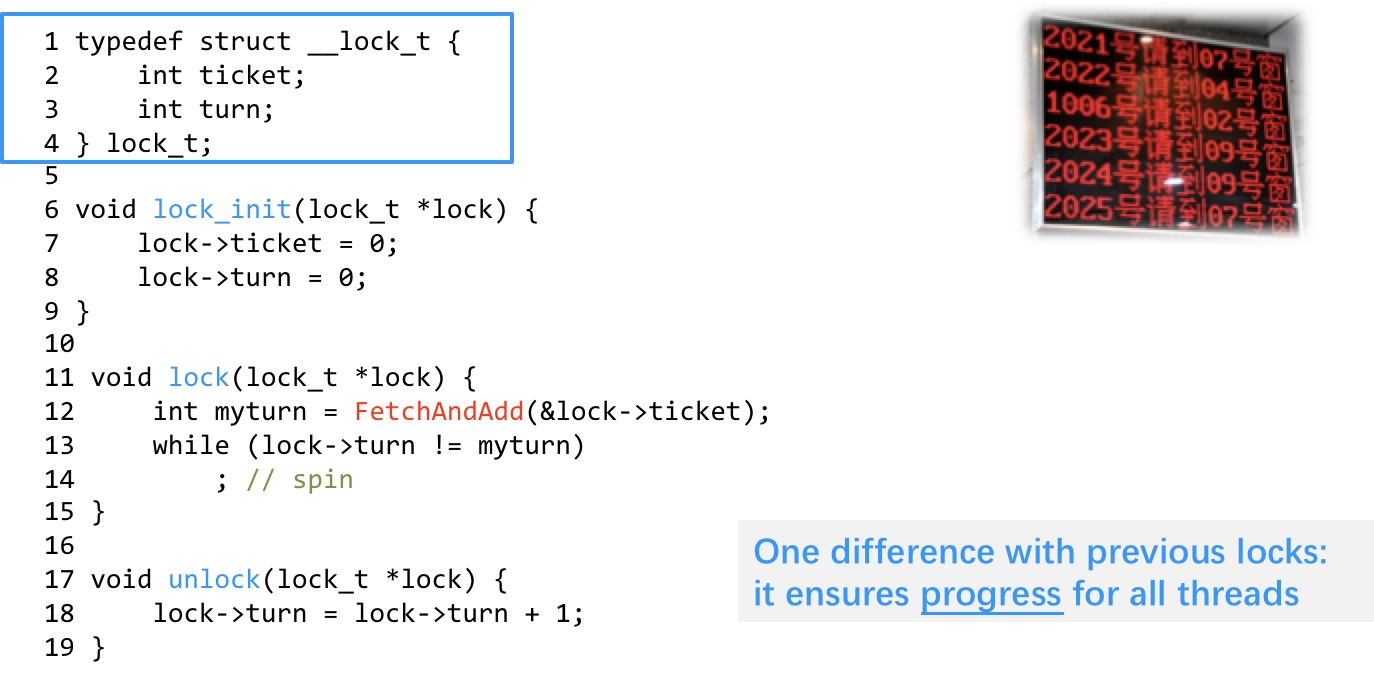 1 typedef struct __lock_t {
2     int ticket;
3     int turn;
4 } lock_t;
5
6 void lock_init(lock_t *lock) {
7     lock->ticket = 0;
8     lock->turn = 0;
9 }
10
11 void lock(lock_t *lock) {
12     int myturn = FetchAndAdd(&lock->ticket);
13     while (lock->turn != myturn)
14         ; // spin
15 }
16
17 void unlock(lock_t *lock) {
18     lock->turn = lock->turn + 1;
19 }
2021号请到07号窗
2022号请到04号窗
1006号请到02号窗
2023号请到09号窗
2024号请到09号窗
2025号请到07号窗
One difference with previous locks:
it ensures progress for all threads